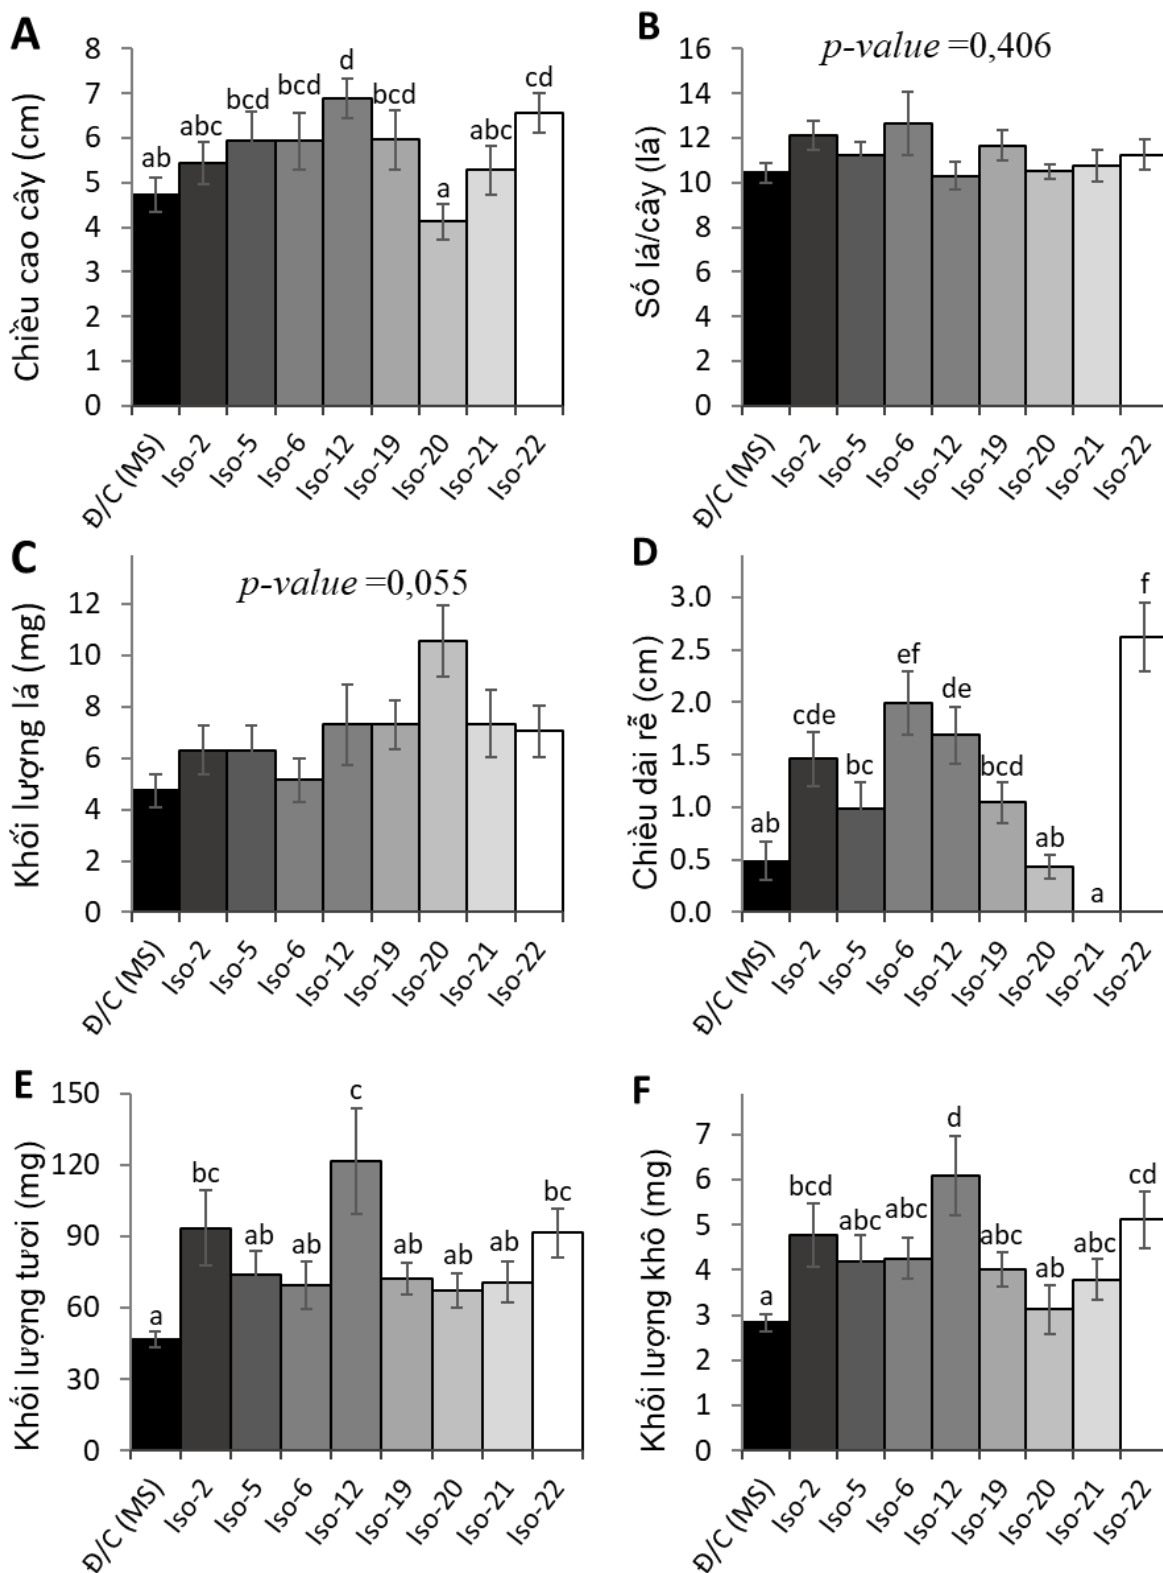 A
Chiều cao cây (cm)
8
7
6
5
4
3
2
1
0
ab
abc
bcd
bcd
d
bcd
a
abc
cd
Đ/C (MS)
Iso-2
Iso-5
Iso-6
Iso-12
Iso-19
Iso-20
Iso-21
Iso-22
B
p-value =0,406
Số lá/cây (lá)
16
14
12
10
8
6
4
2
0
Đ/C (MS)
Iso-2
Iso-5
Iso-6
Iso-12
Iso-19
Iso-20
Iso-21
Iso-22
C
p-value =0,055
Khối lượng lá (mg)
12
10
8
6
4
2
0
Đ/C (MS)
Iso-2
Iso-5
Iso-6
Iso-12
Iso-19
Iso-20
Iso-21
Iso-22
D
Chiều dài rễ (cm)
3.0
2.5
2.0
1.5
1.0
0.5
0.0
ab
cde
bc
ef
de
bcd
ab
a
f
Đ/C (MS)
Iso-2
Iso-5
Iso-6
Iso-12
Iso-19
Iso-20
Iso-21
Iso-22
E
Khối lượng tươi (mg)
150
120
90
60
30
0
a
bc
ab
ab
c
ab
ab
ab
bc
Đ/C (MS)
Iso-2
Iso-5
Iso-6
Iso-12
Iso-19
Iso-20
Iso-21
Iso-22
F
Khối lượng khô (mg)
7
6
5
4
3
2
1
0
a
bcd
abc
abc
d
abc
ab
abc
cd
Đ/C (MS)
Iso-2
Iso-5
Iso-6
Iso-12
Iso-19
Iso-20
Iso-21
Iso-22